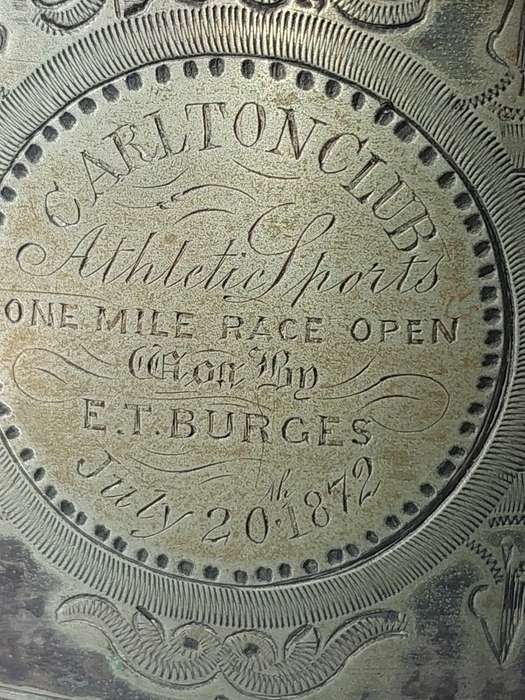 CARLTON CLUB
Athletic Sports
ONE MILE RACE OPEN
Won By
E.T.BURGES
July 20th. 1872